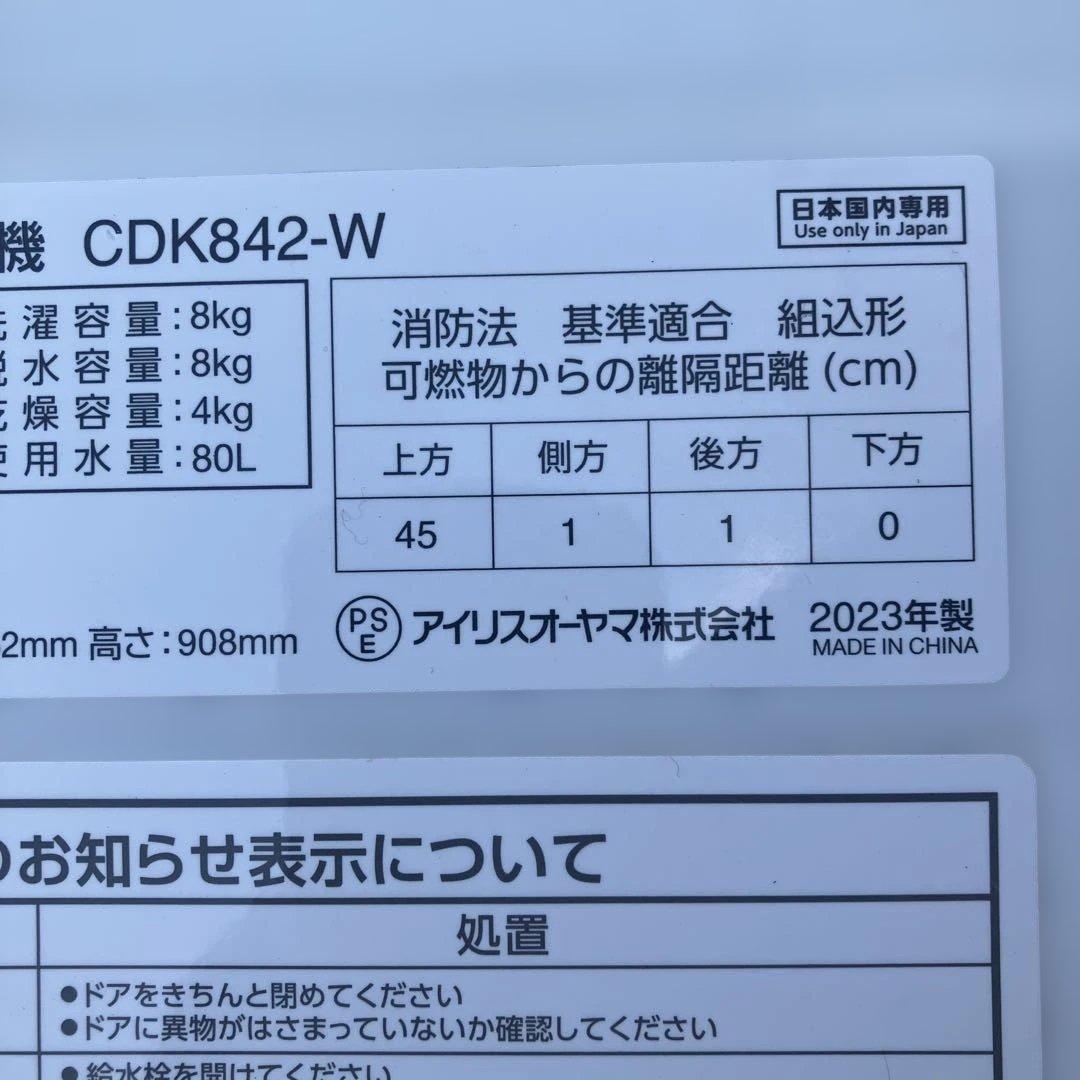 機 CDK842-W
日本国内専用
Use only in Japan
洗濯容量:8kg
脱水容量:8kg
乾燥容量:4kg
使用水量:80L
消防法 基準適合 組込形
可燃物からの離隔距離(cm)
上方 側方 後方 下方
45 1 1 0
2mm 高さ:908mm
PSE アイリスオーヤマ株式会社
2023年製
MADE IN CHINA
のお知らせ表示について
処置
●ドアをきちんと閉めてください
●ドアに異物がはさまっていないか確認してください
●給水栓を開けてください